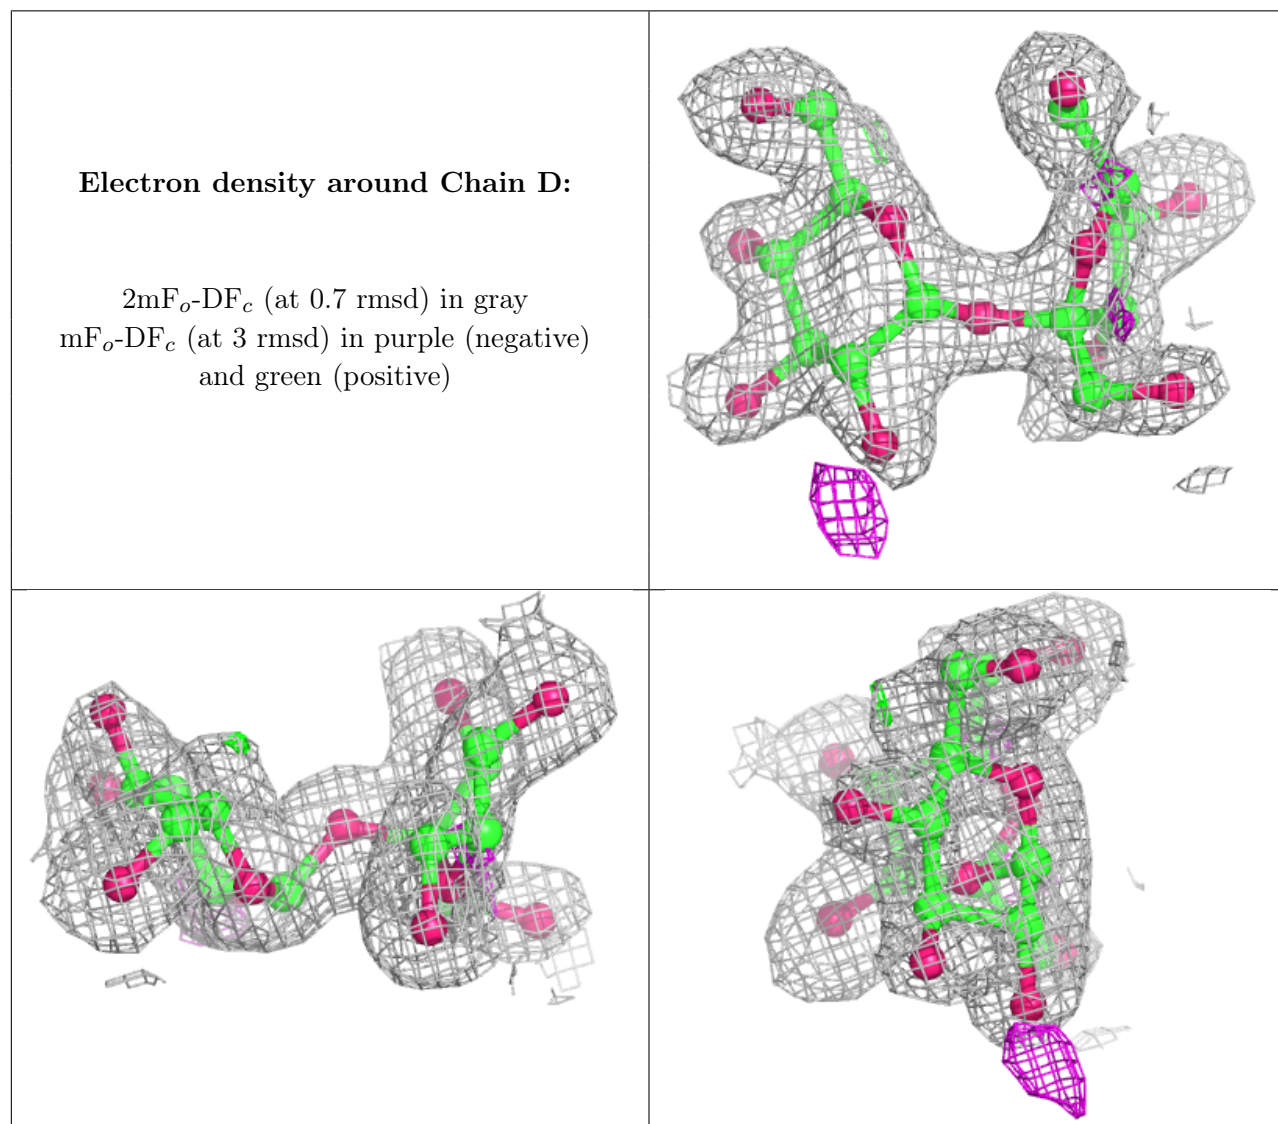 Electron density around Chain D:
2mFo-DFc (at 0.7 rmsd) in gray
mFo-DFc (at 3 rmsd) in purple (negative)
and green (positive)